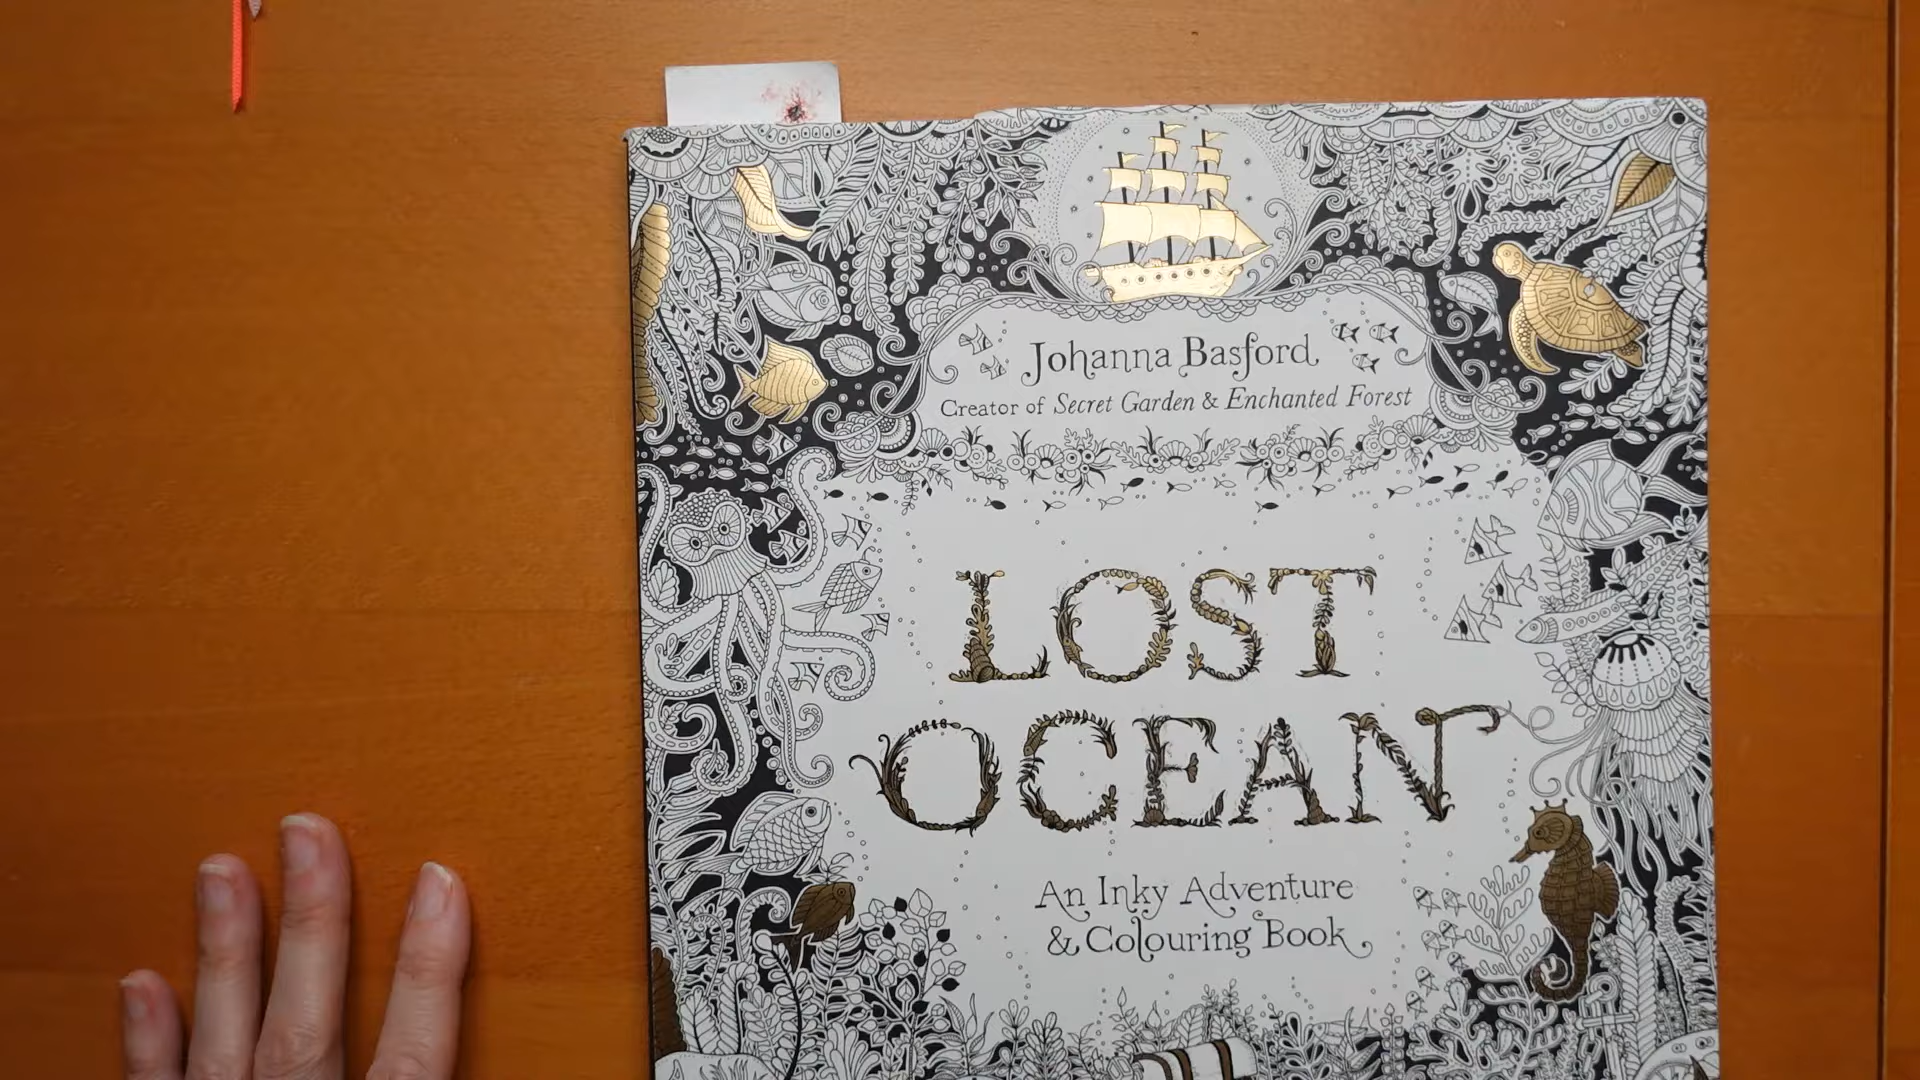 Johanna Basford
Creator of Secret Garden & Enchanted Forest
LOST
OCEAN
An Inky Adventure
& Colouring Book